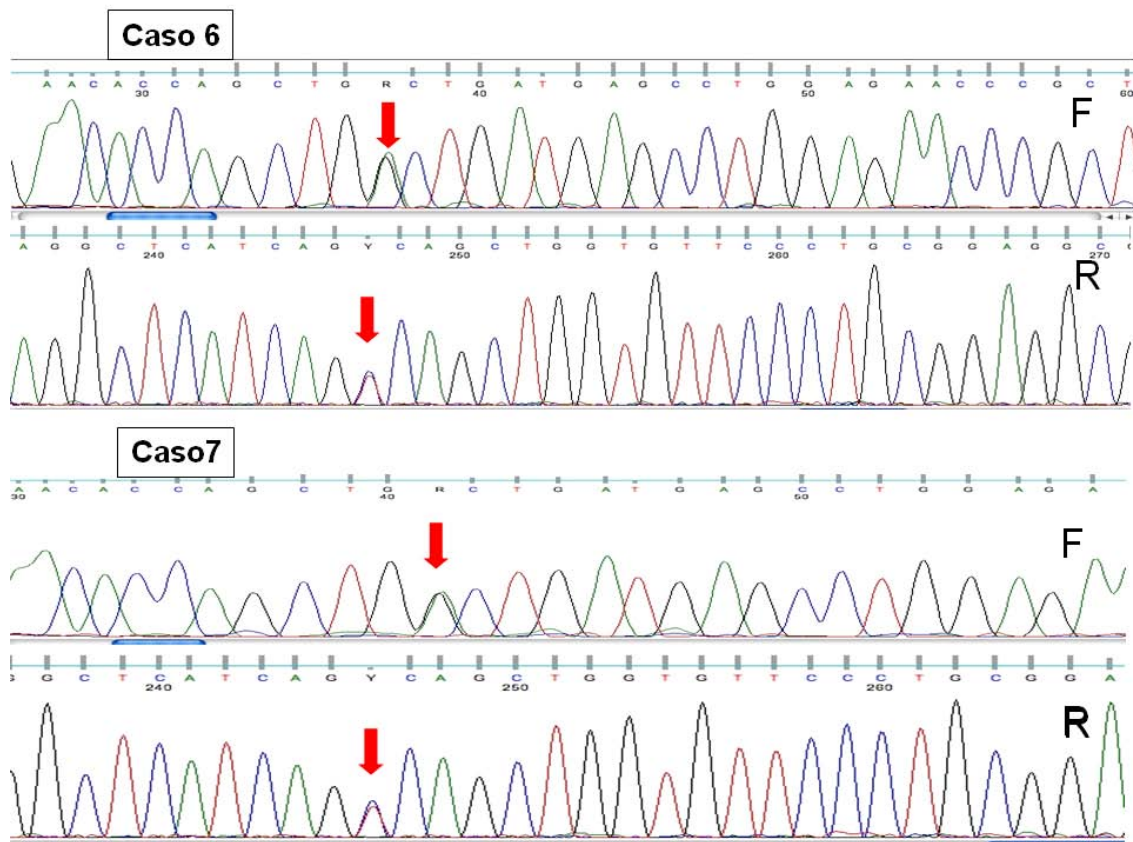 Caso 6
A A C A C C A G C T G R C T G A T G A G C C T G G A G A A C C C G C T
30 40 50 60
F
A G G C T C A T C A G Y C A G C T G G T G T T C C C T G C G G A G G C
240 250 260 270
R
Caso7
A A C A C C A G C T G R C T G A T G A G C C T G G A G A
30 40 50
F
G G C T C A T C A G Y C A G C T G G T G T T C C C T G C G G A
240 250 260
R